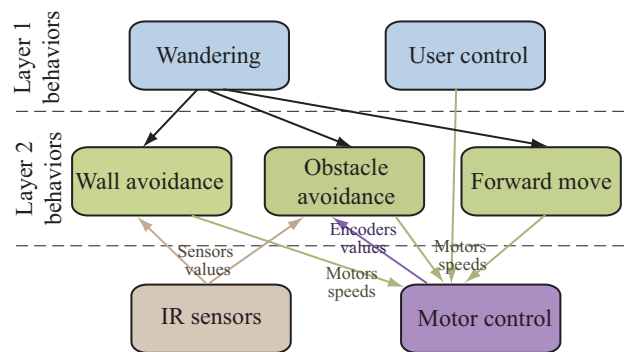 Layer 1
behaviors
Wandering
User control
Layer 2
behaviors
Wall avoidance
Obstacle
avoidance
Forward move
Sensors
values
Encoders
values
Motors
speeds
Motors
speeds
IR sensors
Motor control